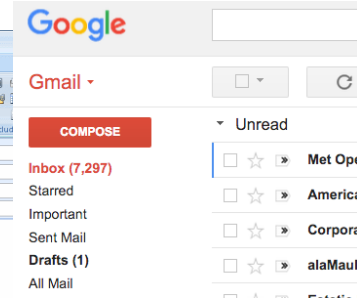 Google
Gmail
COMPOSE
Unread
Inbox (7,297)
Met Ope
Starred
America
Important
Corpora
Sent Mail
Drafts (1)
alaMaul
All Mail